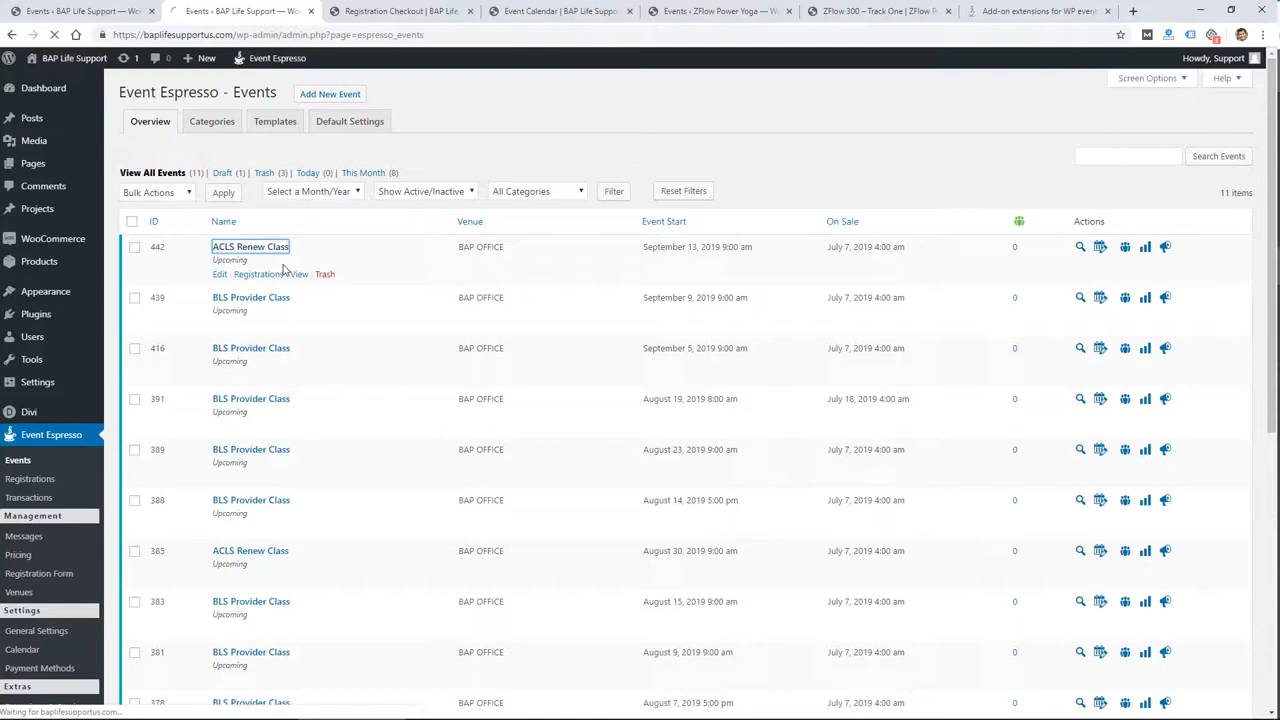 Events ‹ BAP Life Support — Wo
Events ‹ BAP Life Support — Woo
Registration Checkout | BAP Life
Event Calendar | BAP Life Suppo
Events ‹ ZFlow Power Yoga — W
ZFlow 300 – Track One | ZFlow P
Add-on extensions for WP event
https://baplifesupportus.com/wp-admin/admin.php?page=espresso_events
BAP Life Support 1 0 New Event Espresso Howdy, Support
Screen Options Help
Event Espresso - Events Add New Event
Overview Categories Templates Default Settings
Search Events
View All Events (11) | Draft (1) | Trash (3) | Today (0) | This Month (8)
Bulk Actions Apply Select a Month/Year Show Active/Inactive All Categories Filter Reset Filters 11 items
ID Name Venue Event Start On Sale Actions
442 ACLS Renew Class BAP OFFICE September 13, 2019 9:00 am July 7, 2019 4:00 am 0
Upcoming
Edit | Registrations View | Trash
439 BLS Provider Class BAP OFFICE September 9, 2019 9:00 am July 7, 2019 4:00 am 0
Upcoming
416 BLS Provider Class BAP OFFICE September 5, 2019 9:00 am July 7, 2019 4:00 am 0
Upcoming
391 BLS Provider Class BAP OFFICE August 19, 2019 8:00 am July 18, 2019 4:00 am 0
Upcoming
389 BLS Provider Class BAP OFFICE August 23, 2019 9:00 am July 7, 2019 4:00 am 0
Upcoming
388 BLS Provider Class BAP OFFICE August 14, 2019 5:00 pm July 7, 2019 4:00 am 0
Upcoming
385 ACLS Renew Class BAP OFFICE August 30, 2019 9:00 am July 7, 2019 4:00 am 0
Upcoming
383 BLS Provider Class BAP OFFICE August 15, 2019 9:00 am July 7, 2019 4:00 am 0
Upcoming
381 BLS Provider Class BAP OFFICE August 9, 2019 9:00 am July 7, 2019 4:00 am 0
Upcoming
378 BLS Provider Class BAP OFFICE August 7, 2019 5:00 pm July 7, 2019 4:00 am 0
Dashboard
Posts
Media
Pages
Comments
Projects
WooCommerce
Products
Appearance
Plugins
Users
Tools
Settings
Divi
Event Espresso
Events
Registrations
Transactions
Management
Messages
Pricing
Registration Form
Venues
Settings
General Settings
Calendar
Payment Methods
Extras
Waiting for baplifesupportus.com...